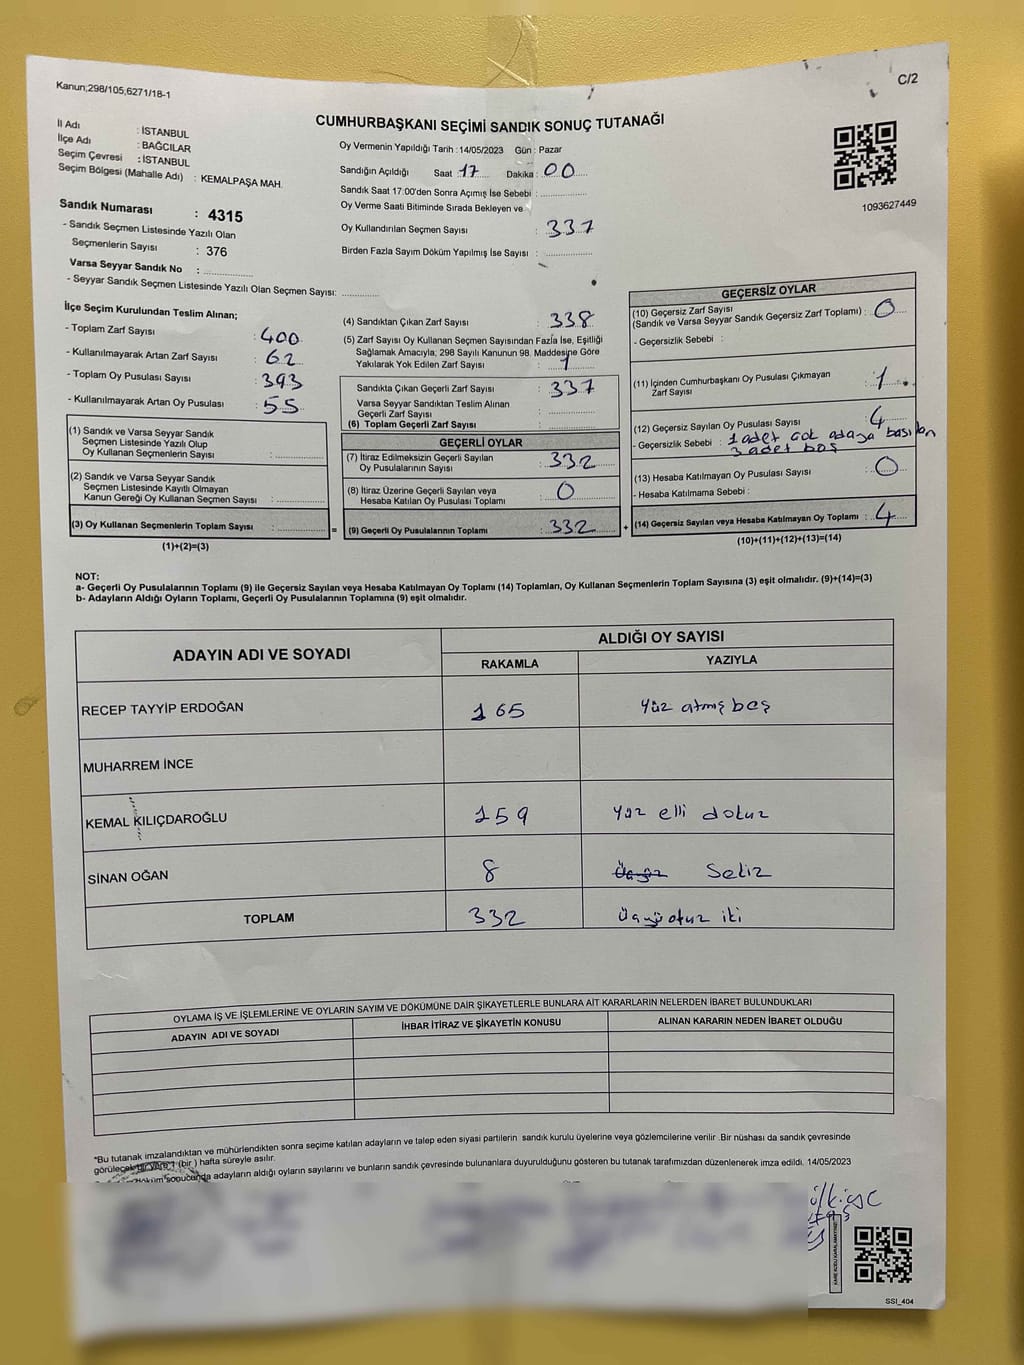 Kanun;298/105,6271/18-1
C/2
CUMHURBAŞKANI SEÇİMİ SANDIK SONUÇ TUTANAĞI
İl Adı : İSTANBUL
İlçe Adı : BAĞCILAR
Seçim Çevresi : İSTANBUL
Seçim Bölgesi (Mahalle Adı) : KEMALPAŞA MAH.
Sandık Numarası : 4315
- Sandık Seçmen Listesinde Yazılı Olan
Seçmenlerin Sayısı : 376
Varsa Seyyar Sandık No : ..............
- Seyyar Sandık Seçmen Listesinde Yazılı Olan Seçmen Sayısı: ............
Oy Vermenin Yapıldığı Tarih : 14/05/2023 Gün : Pazar
Sandığın Açıldığı Saat : 17 Dakika : 00
Sandık Saat 17:00'den Sonra Açımış İse Sebebi : ..............
Oy Verme Saati Bitiminde Sırada Bekleyen ve
Oy Kullandırılan Seçmen Sayısı : 337
Birden Fazla Sayım Döküm Yapılmış İse Sayısı : ..............
1093627449
İlçe Seçim Kurulundan Teslim Alınan;
- Toplam Zarf Sayısı : 400
- Kullanılmayarak Artan Zarf Sayısı : 62
- Toplam Oy Pusulası Sayısı : 393
- Kullanılmayarak Artan Oy Pusulası : 55
(1) Sandık ve Varsa Seyyar Sandık
Seçmen Listesinde Yazılı Olup
Oy Kullanan Seçmenlerin Sayısı : ..............
(2) Sandık ve Varsa Seyyar Sandık
Seçmen Listesinde Kayıtlı Olmayan
Kanun Gereği Oy Kullanan Seçmen Sayısı : ..............
(3) Oy Kullanan Seçmenlerin Toplam Sayısı : .............. =
(1)+(2)=(3)
(4) Sandıktan Çıkan Zarf Sayısı : 338
(5) Zarf Sayısı Oy Kullanan Seçmen Sayısından Fazla İse, Eşitliği
Sağlamak Amacıyla, 298 Sayılı Kanunun 98. Maddesine Göre
Yakılarak Yok Edilen Zarf Sayısı : 1
Sandıkta Çıkan Geçerli Zarf Sayısı : 337
Varsa Seyyar Sandıktan Teslim Alınan
Geçerli Zarf Sayısı : ..............
(6) Toplam Geçerli Zarf Sayısı : ..............
GEÇERLİ OYLAR
(7) İtiraz Edilmeksizin Geçerli Sayılan
Oy Pusulalarının Sayısı : 332
(8) İtiraz Üzerine Geçerli Sayılan veya
Hesaba Katılan Oy Pusulası Toplamı : 0
(9) Geçerli Oy Pusulalarının Toplamı : 332 +
GEÇERSİZ OYLAR
(10) Geçersiz Zarf Sayısı
(Sandık ve Varsa Seyyar Sandık Geçersiz Zarf Toplamı) : 0
- Geçersizlik Sebebi :
(11) İçinden Cumhurbaşkanı Oy Pusulası Çıkmayan
Zarf Sayısı : 1
(12) Geçersiz Sayılan Oy Pusulası Sayısı : 4
- Geçersizlik Sebebi : 1 adet çok adaya basılan
3 adet boş
(13) Hesaba Katılmayan Oy Pusulası Sayısı : 0
- Hesaba Katılmama Sebebi :
(14) Geçersiz Sayılan veya Hesaba Katılmayan Oy Toplamı : 4
(10)+(11)+(12)+(13)=(14)
NOT:
a- Geçerli Oy Pusulalarının Toplamı (9) ile Geçersiz Sayılan veya Hesaba Katılmayan Oy Toplamı (14) Toplamları, Oy Kullanan Seçmenlerin Toplam Sayısına (3) eşit olmalıdır. (9)+(14)=(3)
b- Adayların Aldığı Oyların Toplamı, Geçerli Oy Pusulalarının Toplamına (9) eşit olmalıdır.
ADAYIN ADI VE SOYADI
ALDIĞI OY SAYISI
RAKAMLA YAZIYLA
RECEP TAYYİP ERDOĞAN 165 Yüz atmış beş
MUHARREM İNCE
KEMAL KILIÇDAROĞLU 159 Yüz elli dokuz
SİNAN OĞAN 8 Sekiz
TOPLAM 332 Üçyüz otuz iki
OYLAMA İŞ VE İŞLEMLERİNE VE OYLARIN SAYIM VE DÖKÜMÜNE DAİR ŞİKAYETLERLE BUNLARA AİT KARARLARIN NELERDEN İBARET BULUNDUKLARI
ADAYIN ADI VE SOYADI İHBAR İTİRAZ VE ŞİKAYETİN KONUSU ALINAN KARARIN NEDEN İBARET OLDUĞU
*Bu tutanak imzalandıktan ve mühürlendikten sonra seçime katılan adayların ve talep eden siyasi partilerin sandık kurulu üyelerine veya gözlemcilerine verilir .Bir nüshası da sandık çevresinde
görülecek bir yere 1 (bir ) hafta süreyle asılır.
sonucunda adayların aldığı oyların sayılarını ve bunların sandık çevresinde bulunanlara duyurulduğunu gösteren bu tutanak tarafımızdan düzenlenerek imza edildi. 14/05/2023
KARE KODU KARALAMAYINIZ
SSI_404